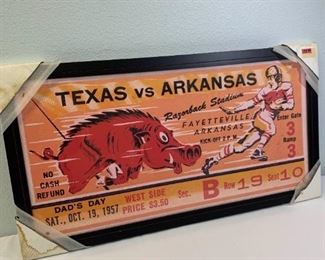 TEXAS vs ARKANSAS
Razorback Stadium
FAYETTEVILLE,
ARKANSAS
KICK-OFF 2 P.M.
Enter Gate
3
Ramp
3
NO
CASH
REFUND
DAD'S DAY
SAT., OCT. 19, 1957
WEST SIDE
PRICE $3.50
Sec. B Row 19 Seat 10